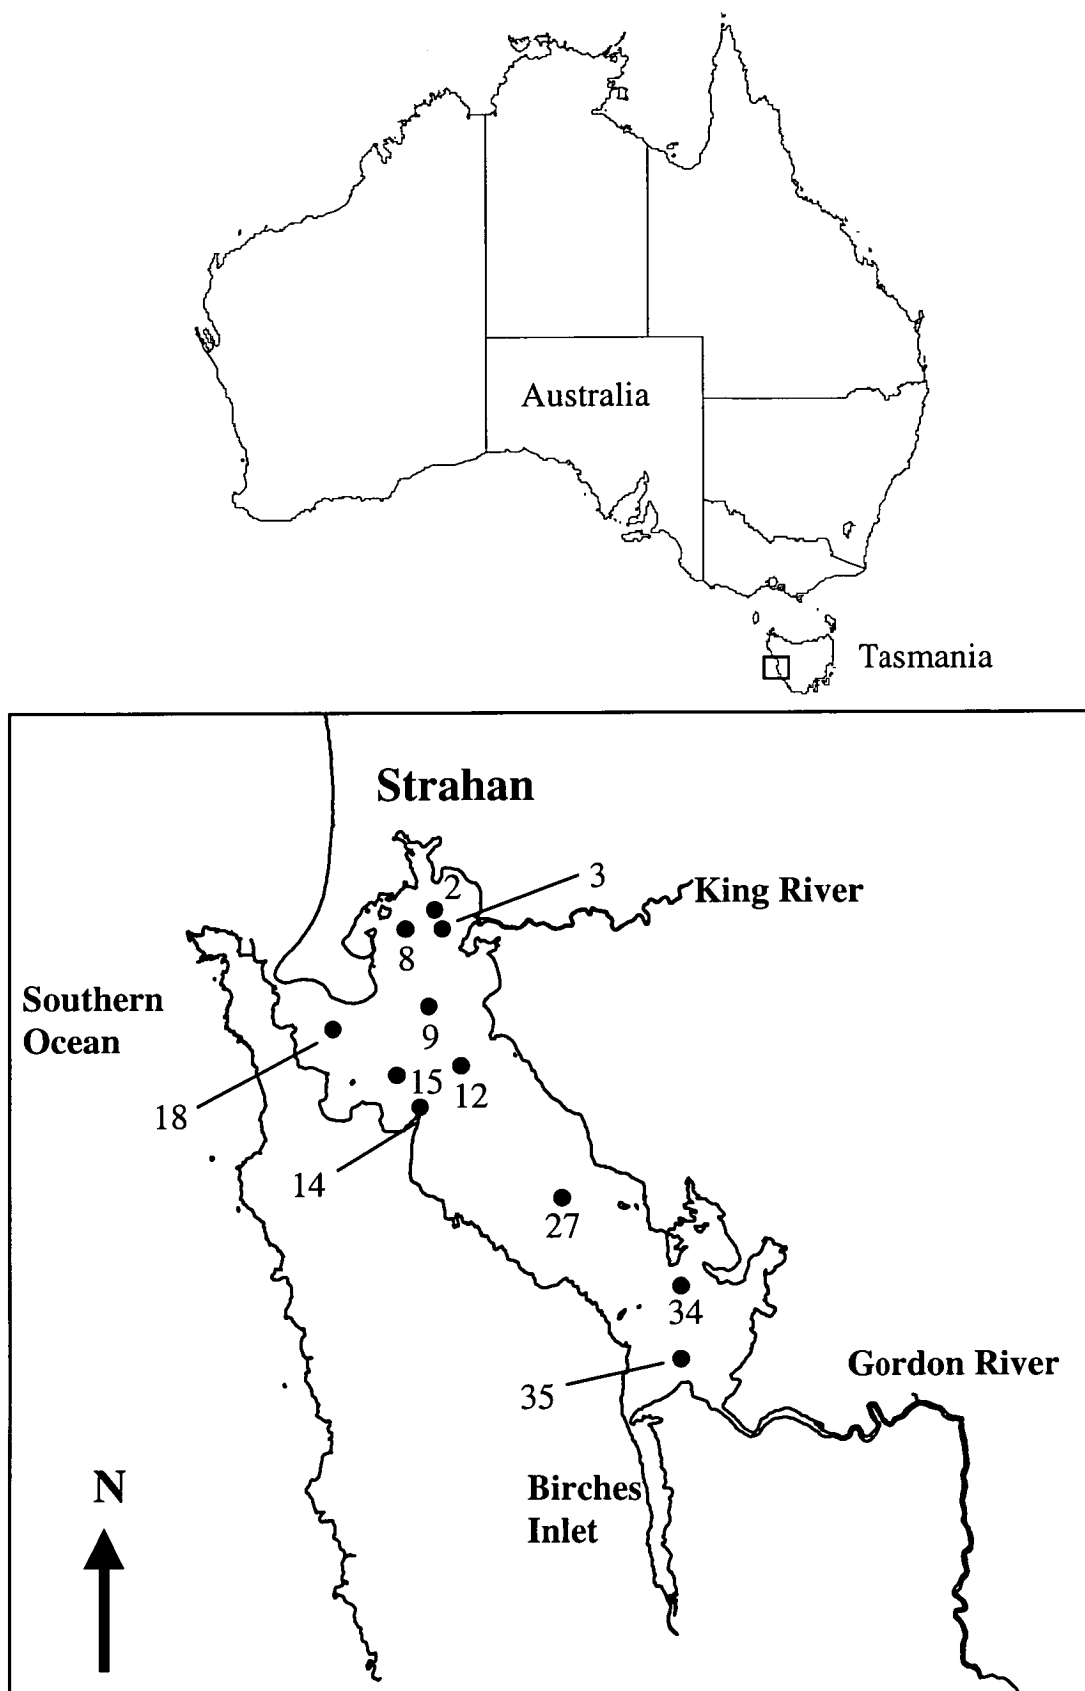 Australia
Tasmania
Strahan
3
2
King River
8
Southern
Ocean
9
15
12
18
14
27
34
Gordon River
35
N
Birches
Inlet